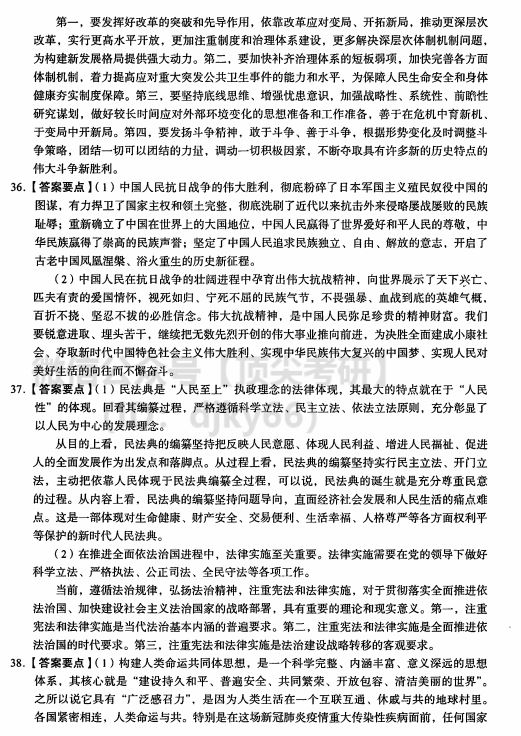 第一，要发挥好改革的突破和先导作用，依靠改革应对变局、开拓新局，推动更深层次
改革，实行更高水平开放，更加注重制度和治理体系建设，更多解决深层次体制机制问题，
为构建新发展格局提供强大动力。第二，要加快补齐治理体系的短板弱项，加快完善各方面
体制机制，着力提高应对重大突发公共卫生事件的能力和水平，为保障人民生命安全和身体
健康夯实制度保障。第三，要坚持底线思维、增强忧患意识，加强战略性、系统性、前瞻性
研究谋划，做好较长时间应对外部环境变化的思想准备和工作准备，善于在危机中育新机、
于变局中开新局。第四，要发扬斗争精神，敢于斗争、善于斗争，根据形势变化及时调整斗
争策略，团结一切可以团结的力量，调动一切积极因素，不断夺取具有许多新的历史特点的
伟大斗争新胜利。
36.【答案要点】（1）中国人民抗日战争的伟大胜利，彻底粉碎了日本军国主义殖民奴役中国的
图谋，有力捍卫了国家主权和领土完整，彻底洗刷了近代以来抗击外来侵略屡战屡败的民族
耻辱；重新确立了中国在世界上的大国地位，中国人民赢得了世界爱好和平人民的尊敬，中
华民族赢得了崇高的民族声誉；坚定了中国人民追求民族独立、自由、解放的意志，开启了
古老中国凤凰涅槃、浴火重生的历史新征程。
（2）中国人民在抗日战争的壮阔进程中孕育出伟大抗战精神，向世界展示了天下兴亡、
匹夫有责的爱国情怀，视死如归、宁死不屈的民族气节，不畏强暴、血战到底的英雄气概，
百折不挠、坚忍不拔的必胜信念。伟大抗战精神，是中国人民弥足珍贵的精神财富。我们
要锐意进取、埋头苦干，继续把无数先烈开创的伟大事业推向前进，为决胜全面建成小康社
会、夺取新时代中国特色社会主义伟大胜利、实现中华民族伟大复兴的中国梦、实现人民对
美好生活的向往而不懈奋斗。
37.【答案要点】（1）民法典是“人民至上”执政理念的法律体现，其最大的特点就在于“人民
性”的体现。回看其编纂过程，严格遵循科学立法、民主立法、依法立法原则，充分彰显了
以人民为中心的发展理念。
从目的上看，民法典的编纂坚持把反映人民意愿、体现人民利益、增进人民福祉、促进
人的全面发展作为出发点和落脚点。从过程上看，民法典的编纂坚持实行民主立法、开门立
法，主动把依靠人民体现于民法典编纂全过程，可以说，民法典的诞生就是充分尊重民意
的过程。从内容上看，民法典的编纂坚持问题导向，直面经济社会发展和人民生活的痛点难
点。这是一部体现对生命健康、财产安全、交易便利、生活幸福、人格尊严等各方面权利平
等保护的新时代人民法典。
（2）在推进全面依法治国进程中，法律实施至关重要。法律实施需要在党的领导下做好
科学立法、严格执法、公正司法、全民守法等各项工作。
当前，遵循法治规律，弘扬法治精神，注重宪法和法律实施，对于贯彻落实全面推进依
法治国、加快建设社会主义法治国家的战略部署，具有重要的理论和现实意义。第一，注重
宪法和法律实施是当代法治基本内涵的普遍要求。第二，注重宪法和法律实施是全面推进依
法治国的时代要求。第三，注重宪法和法律实施是法治建设战略转移的客观要求。
38.【答案要点】（1）构建人类命运共同体思想，是一个科学完整、内涵丰富、意义深远的思想
体系，其核心就是“建设持久和平、普遍安全、共同繁荣、开放包容、清洁美丽的世界”。
之所以说它具有“广泛感召力”，是因为人类生活在一个互联互通、休戚与共的地球村里。
各国紧密相连，人类命运与共。特别是在这场新冠肺炎疫情重大传染性疾病面前，任何国家